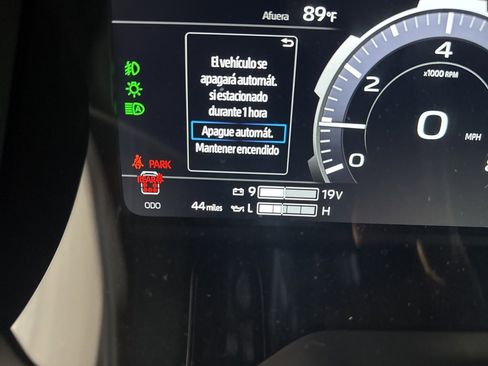 Afuera 89°F
El vehículo se
apagará automát.
si estacionado
durante 1 hora
Apague automát.
Mantener encendido
4
2
x1000 RPM
0 MPH
0
PARK
REAR
9 19V
ODO 44 miles L H